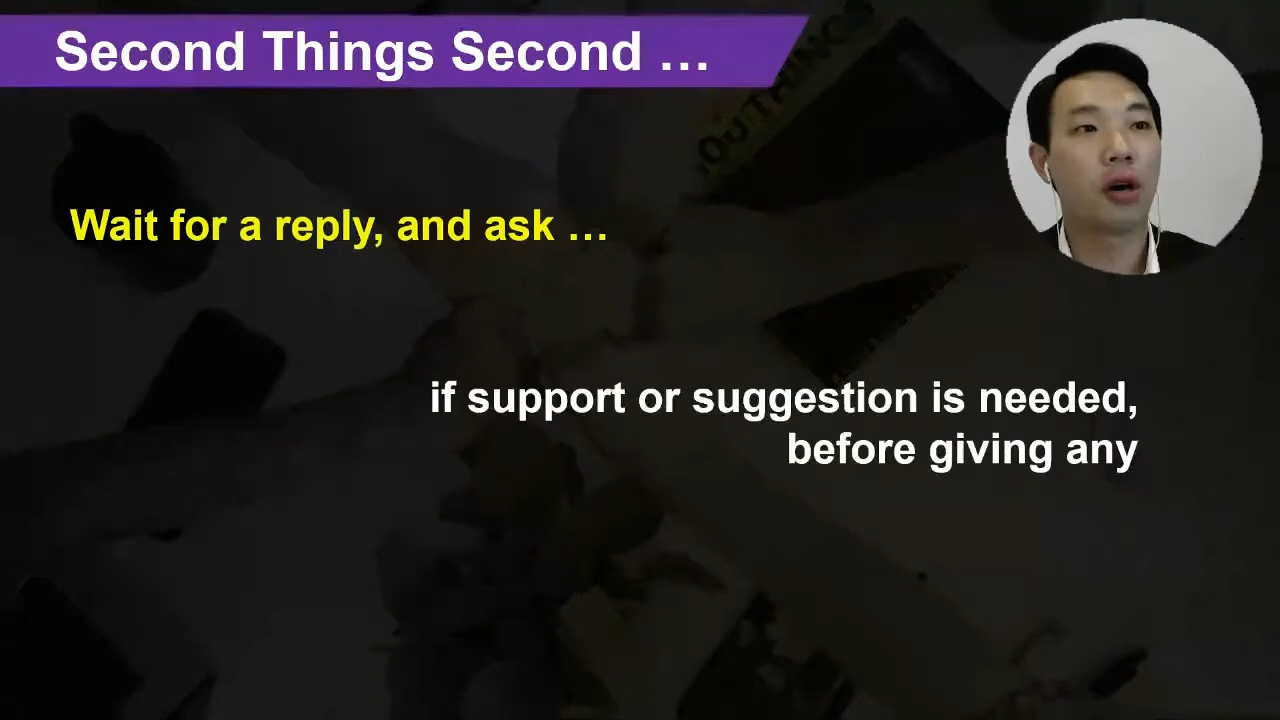 Second Things Second …
Wait for a reply, and ask …
if support or suggestion is needed,
before giving any